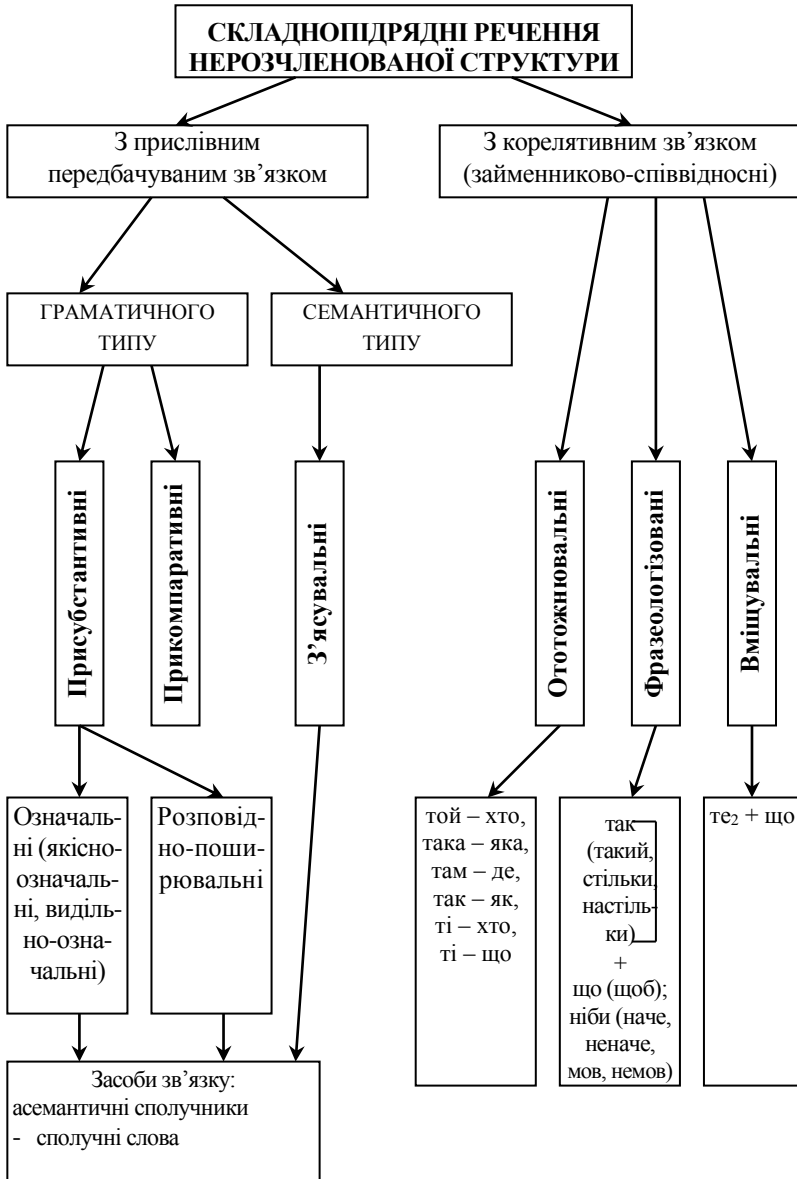 СКЛАДНОПІДРЯДНІ РЕЧЕННЯ
НЕРОЗЧЛЕНОВАНОЇ СТРУКТУРИ
З прислівним
передбачуваним зв’язком
З корелятивним зв’язком
(займенниково-співвідносні)
ГРАМАТИЧНОГО
ТИПУ
СЕМАНТИЧНОГО
ТИПУ
Присубстантивні
Прикомпаративні
З’ясувальні
Ототожнювальні
Фразеологізовані
Вміщувальні
Означаль-
ні (якісно-
означаль-
ні, виділь-
но-озна-
чальні)
Розповід-
но-поши-
рювальні
той – хто,
така – яка,
там – де,
так – як,
ті – хто,
ті – що
так
(такий,
стільки,
настіль-
ки)
+
що (щоб);
ніби (наче,
неначе,
мов, немов)
те₂ + що
Засоби зв’язку:
асемантичні сполучники
- сполучні слова